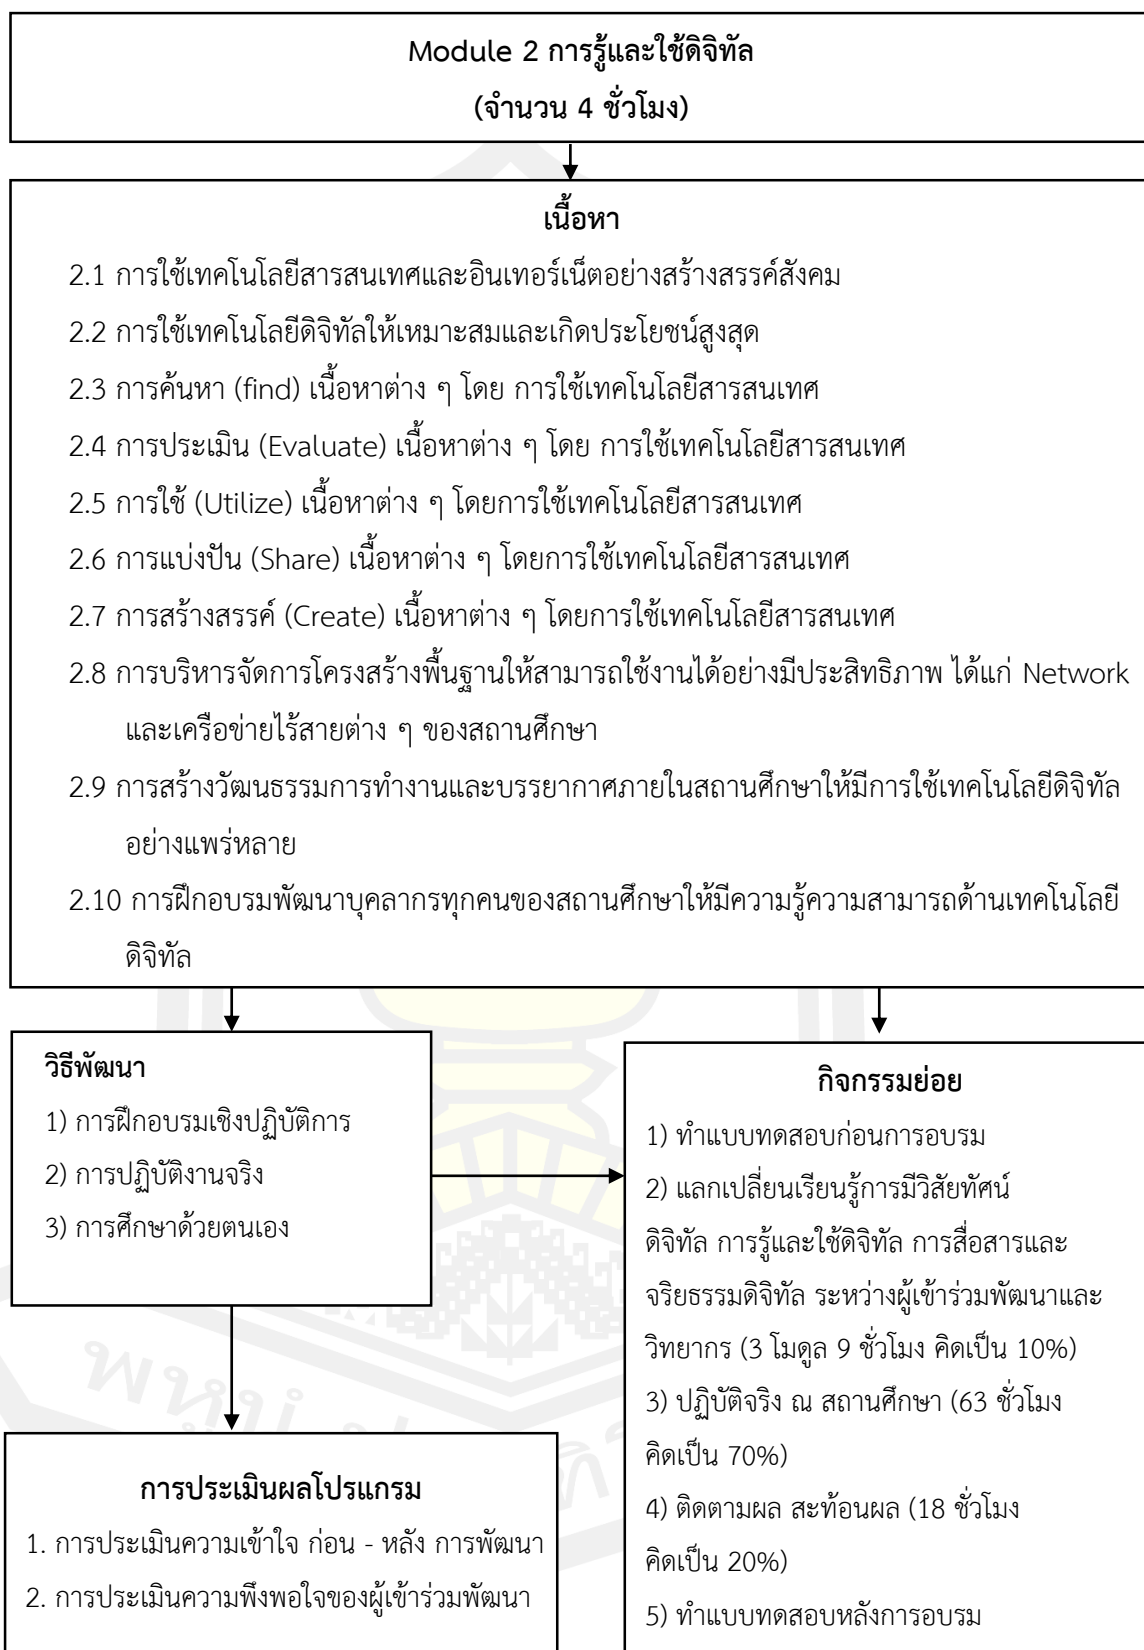 Module 2 การรู้และใช้ดิจิทัล
(จำนวน 4 ชั่วโมง)
เนื้อหา
2.1 การใช้เทคโนโลยีสารสนเทศและอินเทอร์เน็ตอย่างสร้างสรรค์สังคม
2.2 การใช้เทคโนโลยีดิจิทัลให้เหมาะสมและเกิดประโยชน์สูงสุด
2.3 การค้นหา (find) เนื้อหาต่าง ๆ โดย การใช้เทคโนโลยีสารสนเทศ
2.4 การประเมิน (Evaluate) เนื้อหาต่าง ๆ โดย การใช้เทคโนโลยีสารสนเทศ
2.5 การใช้ (Utilize) เนื้อหาต่าง ๆ โดยการใช้เทคโนโลยีสารสนเทศ
2.6 การแบ่งปัน (Share) เนื้อหาต่าง ๆ โดยการใช้เทคโนโลยีสารสนเทศ
2.7 การสร้างสรรค์ (Create) เนื้อหาต่าง ๆ โดยการใช้เทคโนโลยีสารสนเทศ
2.8 การบริหารจัดการโครงสร้างพื้นฐานให้สามารถใช้งานได้อย่างมีประสิทธิภาพ ได้แก่ Network
และเครือข่ายไร้สายต่าง ๆ ของสถานศึกษา
2.9 การสร้างวัฒนธรรมการทำงานและบรรยากาศภายในสถานศึกษาให้มีการใช้เทคโนโลยีดิจิทัล
อย่างแพร่หลาย
2.10 การฝึกอบรมพัฒนาบุคลากรทุกคนของสถานศึกษาให้มีความรู้ความสามารถด้านเทคโนโลยี
ดิจิทัล
วิธีพัฒนา
1) การฝึกอบรมเชิงปฏิบัติการ
2) การปฏิบัติงานจริง
3) การศึกษาด้วยตนเอง
กิจกรรมย่อย
1) ทำแบบทดสอบก่อนการอบรม
2) แลกเปลี่ยนเรียนรู้การมีวิสัยทัศน์
ดิจิทัล การรู้และใช้ดิจิทัล การสื่อสารและ
จริยธรรมดิจิทัล ระหว่างผู้เข้าร่วมพัฒนาและ
วิทยากร (3 โมดูล 9 ชั่วโมง คิดเป็น 10%)
3) ปฏิบัติจริง ณ สถานศึกษา (63 ชั่วโมง
คิดเป็น 70%)
4) ติดตามผล สะท้อนผล (18 ชั่วโมง
คิดเป็น 20%)
5) ทำแบบทดสอบหลังการอบรม
การประเมินผลโปรแกรม
1. การประเมินความเข้าใจ ก่อน - หลัง การพัฒนา
2. การประเมินความพึงพอใจของผู้เข้าร่วมพัฒนา